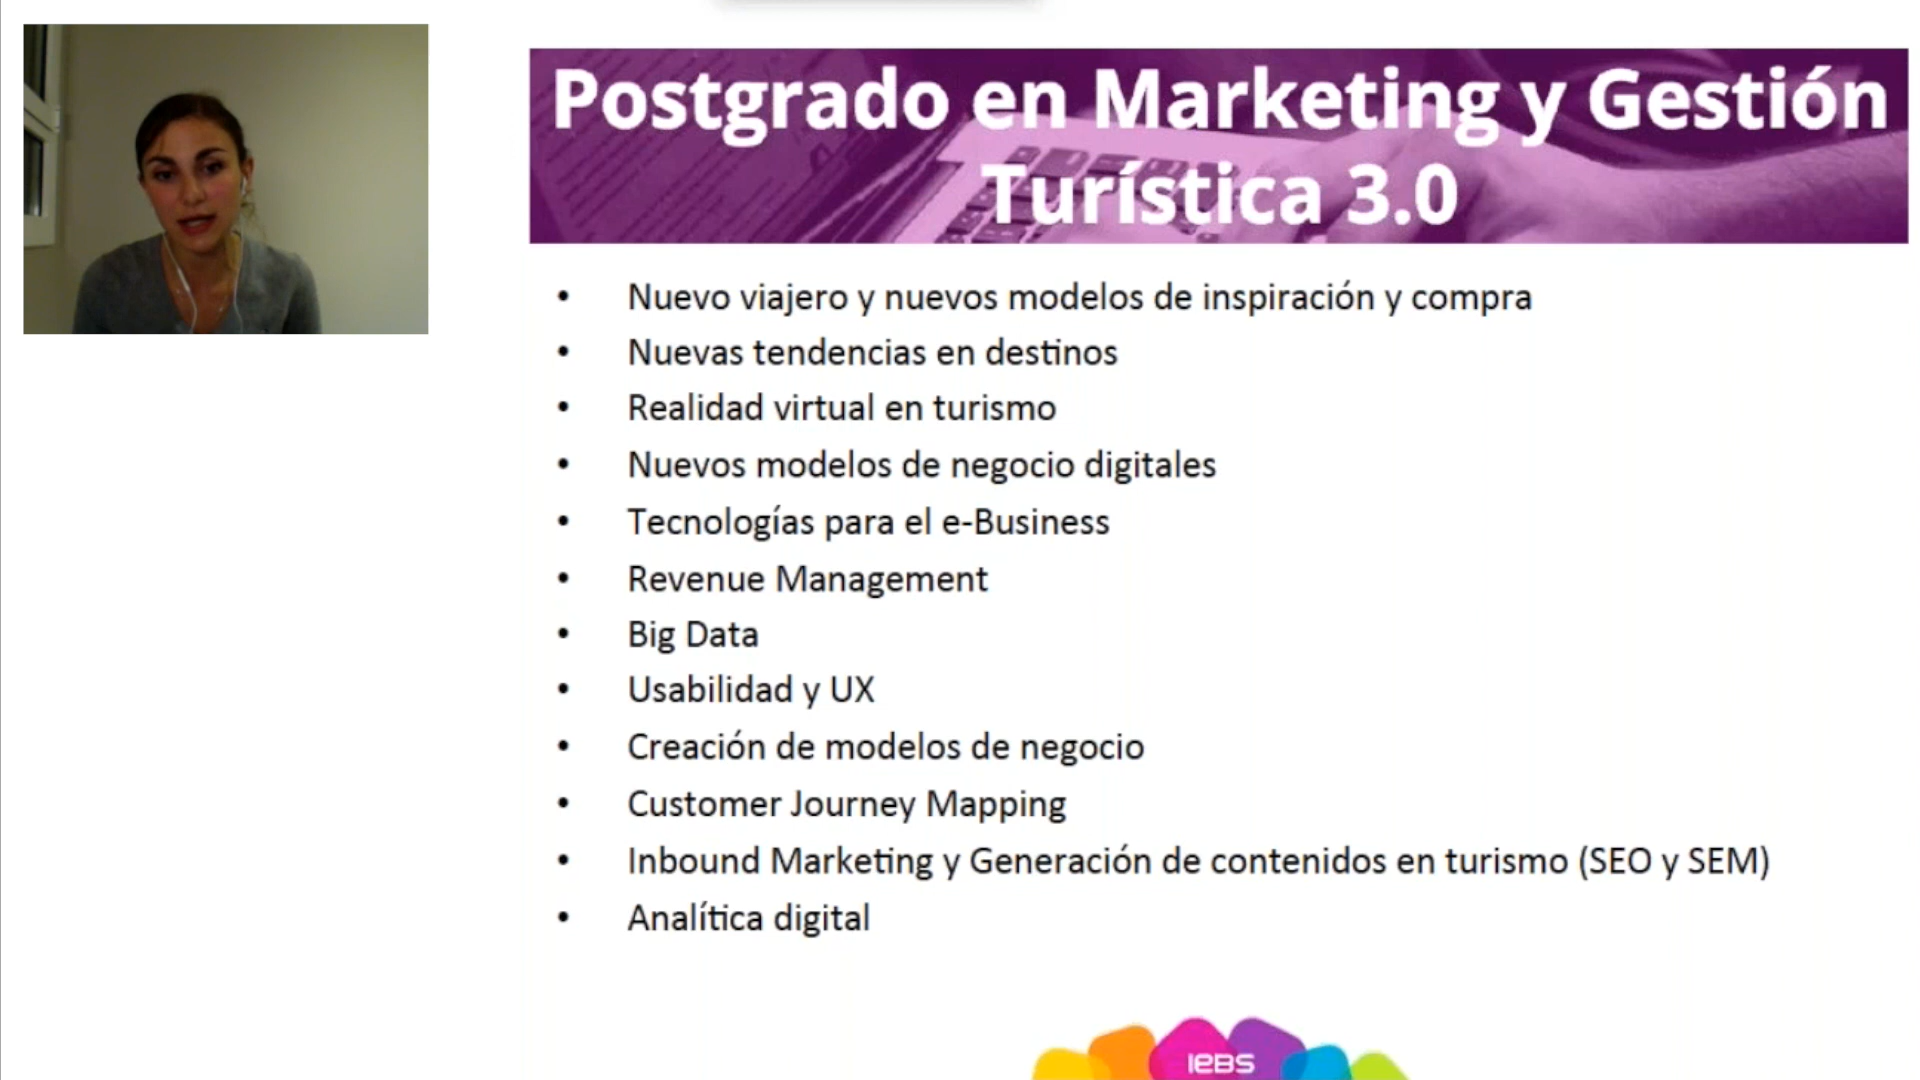 Postgrado en Marketing y Gestión
Turística 3.0
• Nuevo viajero y nuevos modelos de inspiración y compra
• Nuevas tendencias en destinos
• Realidad virtual en turismo
• Nuevos modelos de negocio digitales
• Tecnologías para el e-Business
• Revenue Management
• Big Data
• Usabilidad y UX
• Creación de modelos de negocio
• Customer Journey Mapping
• Inbound Marketing y Generación de contenidos en turismo (SEO y SEM)
• Analítica digital
IEBS